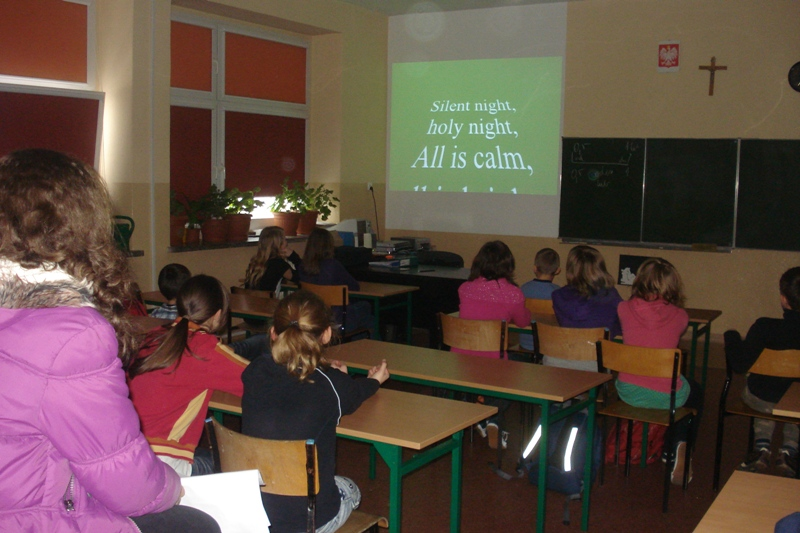 Silent night,
holy night,
All is calm,